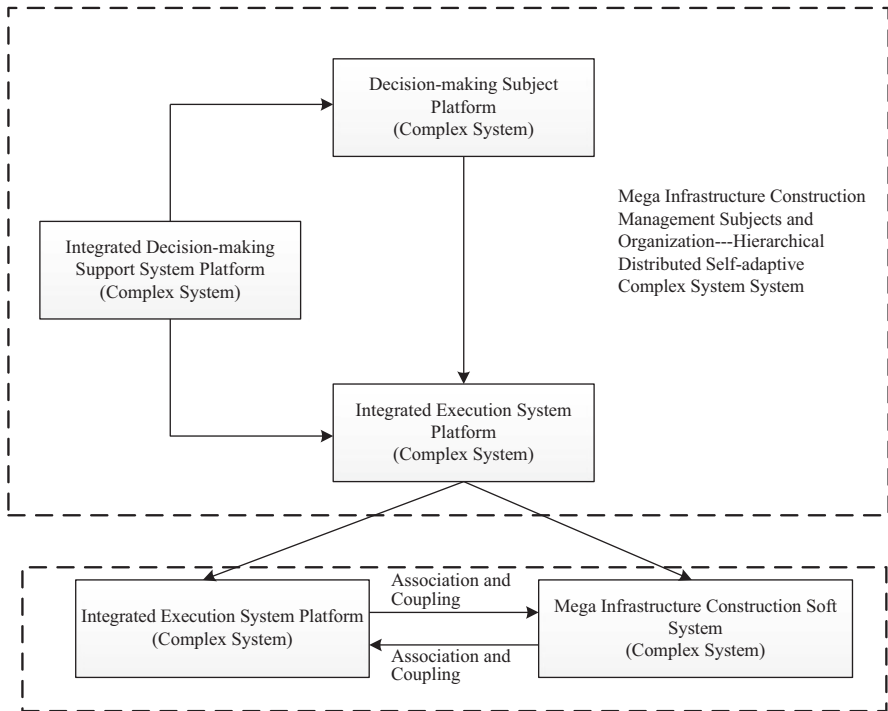 Decision-making Subject
Platform
(Complex System)
Mega Infrastructure Construction
Management Subjects and
Organization---Hierarchical
Distributed Self-adaptive
Complex System System
Integrated Decision-making
Support System Platform
(Complex System)
Integrated Execution System
Platform
(Complex System)
Integrated Execution System Platform
(Complex System)
Association and
Coupling
Association and
Coupling
Mega Infrastructure Construction Soft
System
(Complex System)